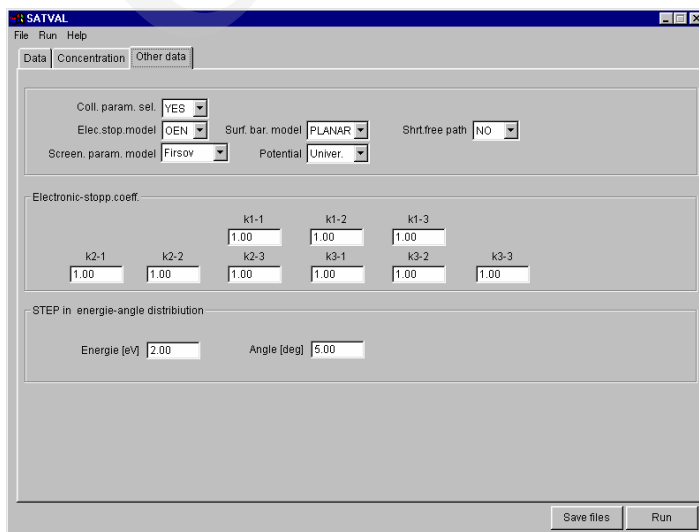 SATVAL
File Run Help
Data Concentration Other data
Coll. param. sel. YES
Elec.stop.model OEN Surf. bar. model PLANAR Shrt.free path NO
Screen. param. model Firsov Potential Univer.
Electronic-stopp.coeff.
k1-1 k1-2 k1-3
1.00 1.00 1.00
k2-1 k2-2 k2-3 k3-1 k3-2 k3-3
1.00 1.00 1.00 1.00 1.00 1.00
STEP in energie-angle distribiution
Energie [eV] 2.00 Angle [deg] 5.00
Save files Run